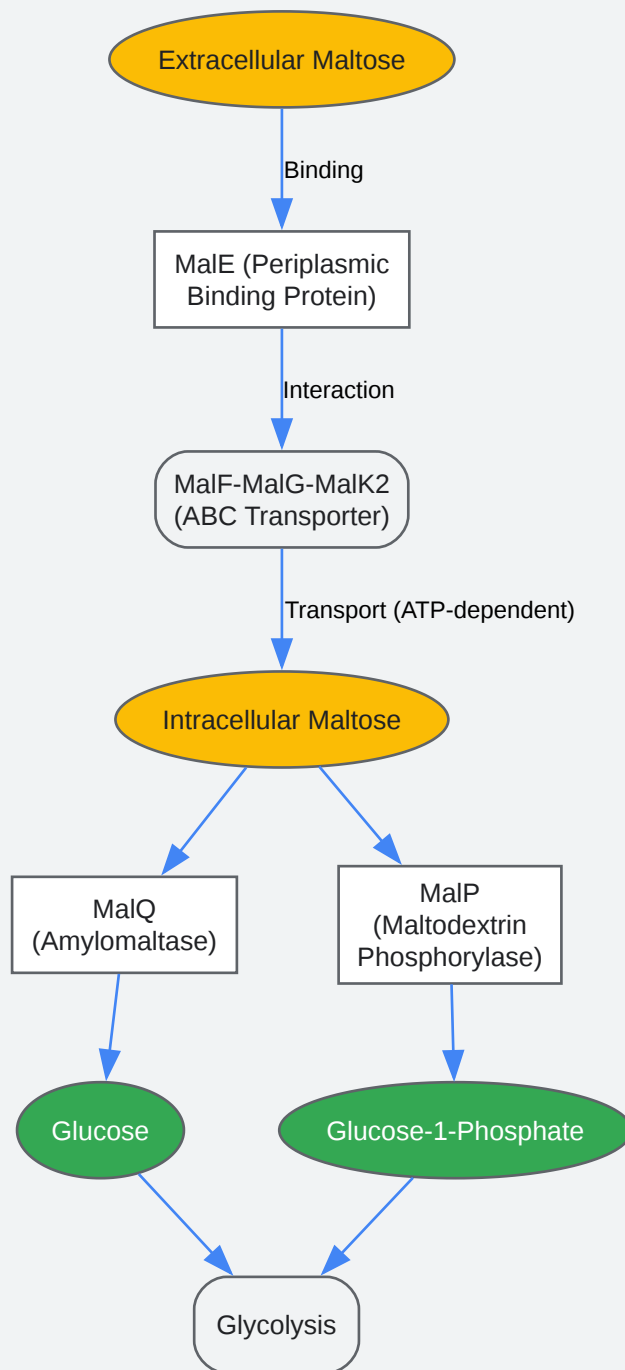 Extracellular Maltose
Binding
MalE (Periplasmic
Binding Protein)
Interaction
MalF-MalG-MalK2
(ABC Transporter)
Transport (ATP-dependent)
Intracellular Maltose
MalQ
(Amylomaltase)
MalP
(Maltodextrin
Phosphorylase)
Glucose
Glucose-1-Phosphate
Glycolysis